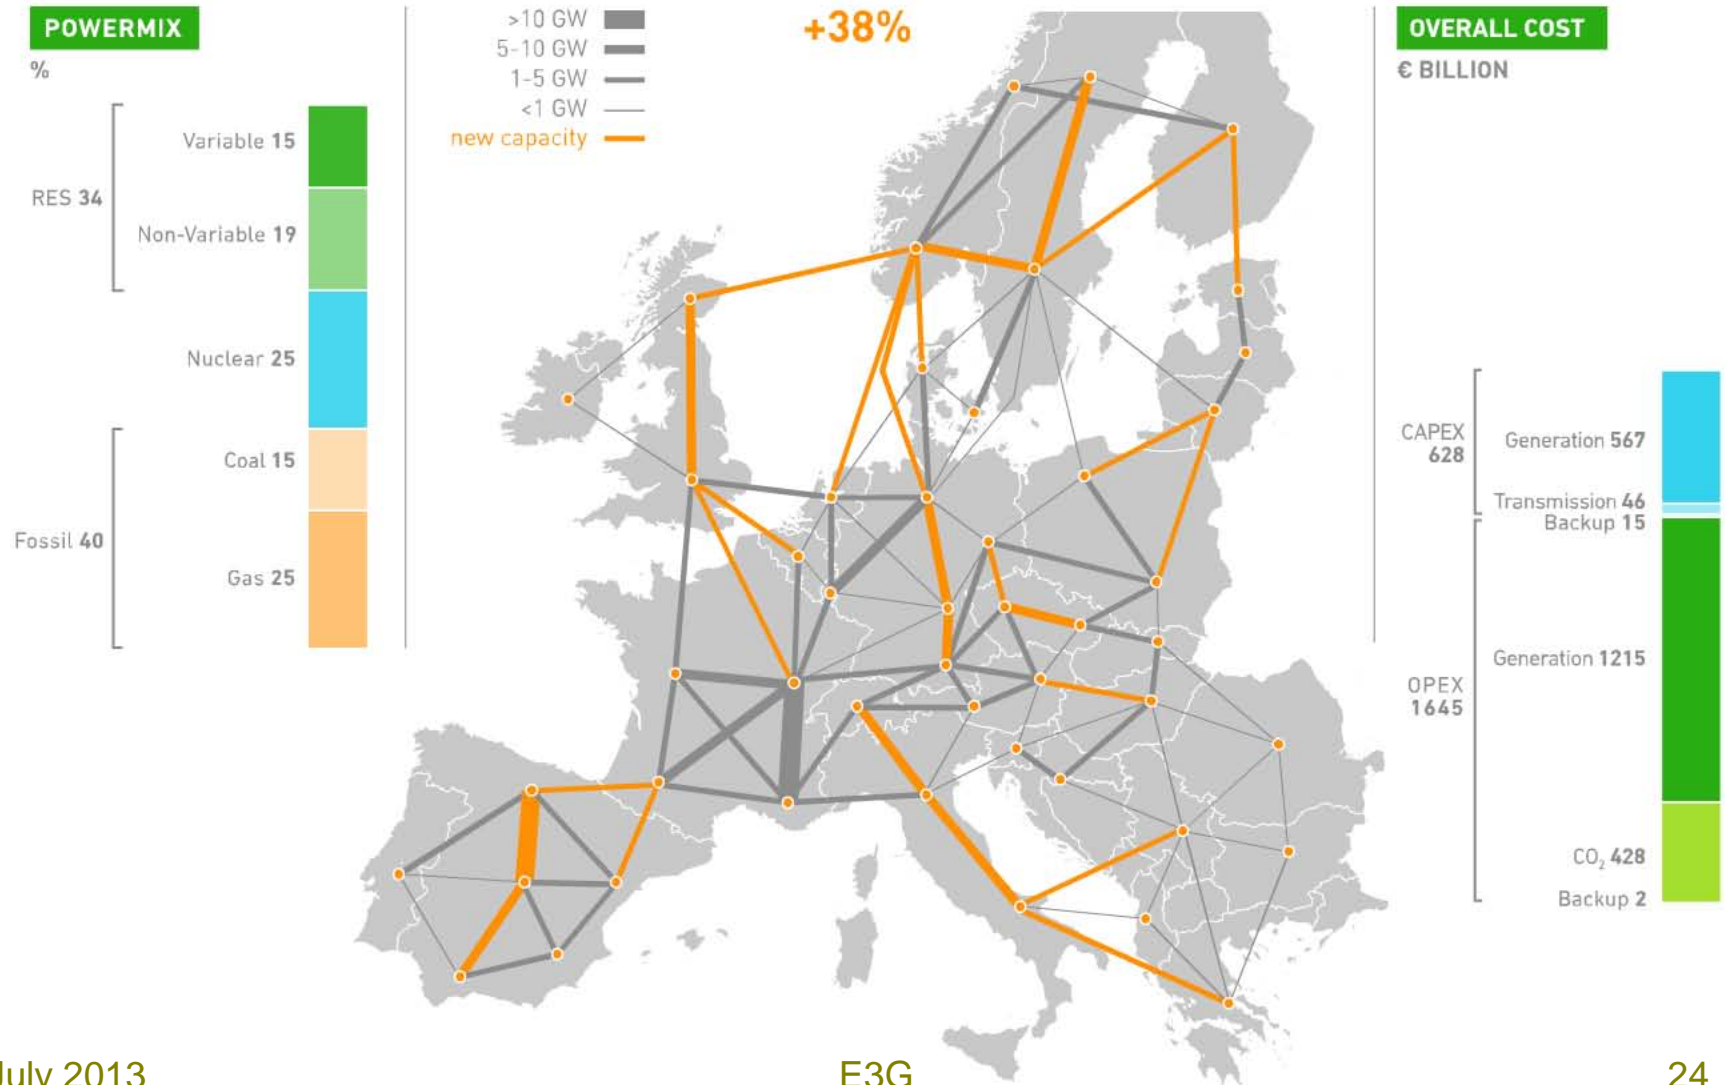 POWERMIX
%
Variable 15
RES 34
Non-Variable 19
Nuclear 25
Coal 15
Fossil 40
Gas 25
>10 GW
5-10 GW
1-5 GW
<1 GW
new capacity
+38%
OVERALL COST
€ BILLION
CAPEX
628
Generation 567
Transmission 46
Backup 15
Generation 1215
OPEX
1645
CO₂ 428
Backup 2
July 2013
E3G
24